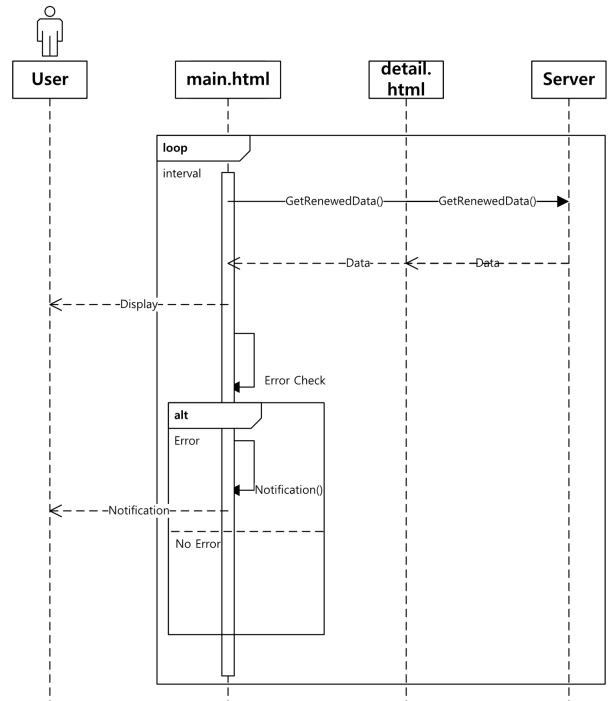 User
main.html
detail.
html
Server
loop
interval
GetRenewedData()
GetRenewedData()
Data
Data
Display
Error Check
alt
Error
Notification()
Notification
No Error